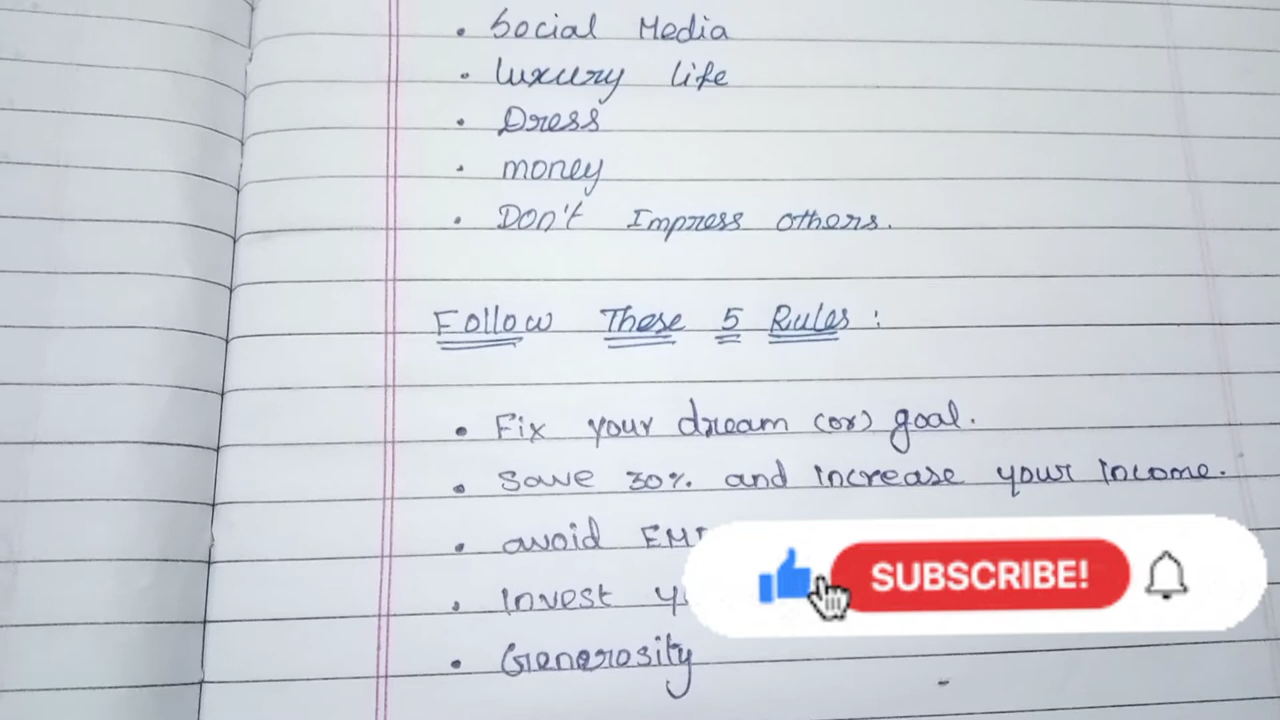 • Social Media
• luxury life
• Dress
• money
• Don't Impress others.
Follow These 5 Rules :
• Fix your dream (or) goal.
• Save 30% and increase your Income.
• avoid EMI
• Invest
• Generosity
SUBSCRIBE!